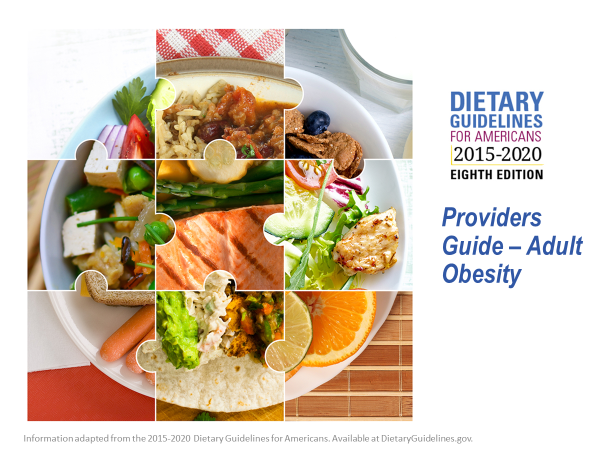 DIETARY
GUIDELINES
FOR AMERICANS
2015-2020
EIGHTH EDITION
Providers
Guide – Adult
Obesity
Information adapted from the 2015-2020 Dietary Guidelines for Americans. Available at DietaryGuidelines.gov.